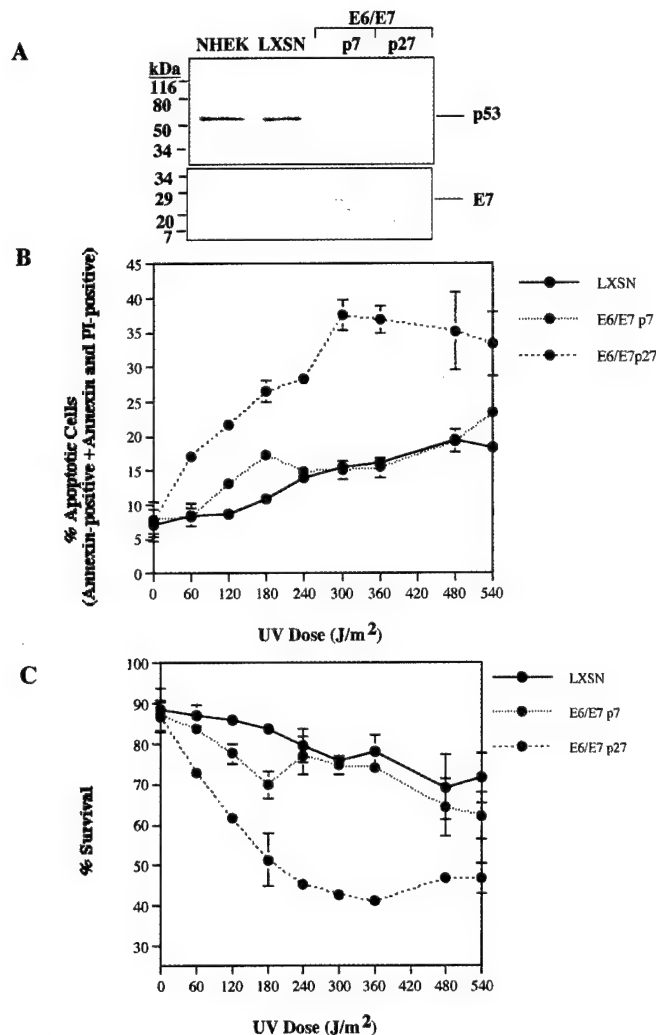 A
E6/E7
NHEK LXSN p7 p27
kDa
116
80
50
34
p53
34
29
20
7
E7
B
% Apoptotic Cells
(Annexin-positive + Annexin and PI-positive)
45
40
35
30
25
20
15
10
5
0
0 60 120 180 240 300 360 420 480 540
UV Dose (J/m²)
LXSN
E6/E7 p7
E6/E7p27
C
% Survival
100
90
80
70
60
50
40
30
0 60 120 180 240 300 360 420 480 540
UV Dose (J/m²)
LXSN
E6/E7 p7
E6/E7 p27